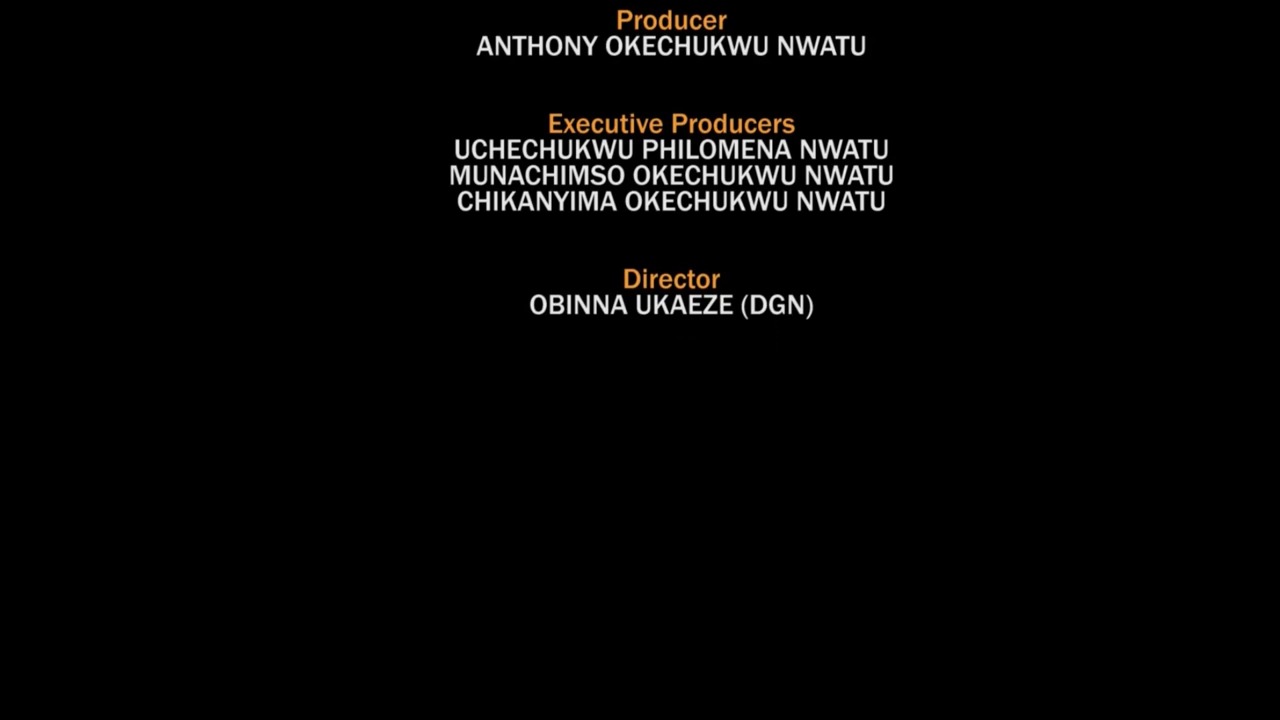 Producer
ANTHONY OKECHUKWU NWATU
Executive Producers
UCHECHUKWU PHILOMENA NWATU
MUNACHIMSO OKECHUKWU NWATU
CHIKANYIMA OKECHUKWU NWATU
Director
OBINNA UKAEZE (DGN)